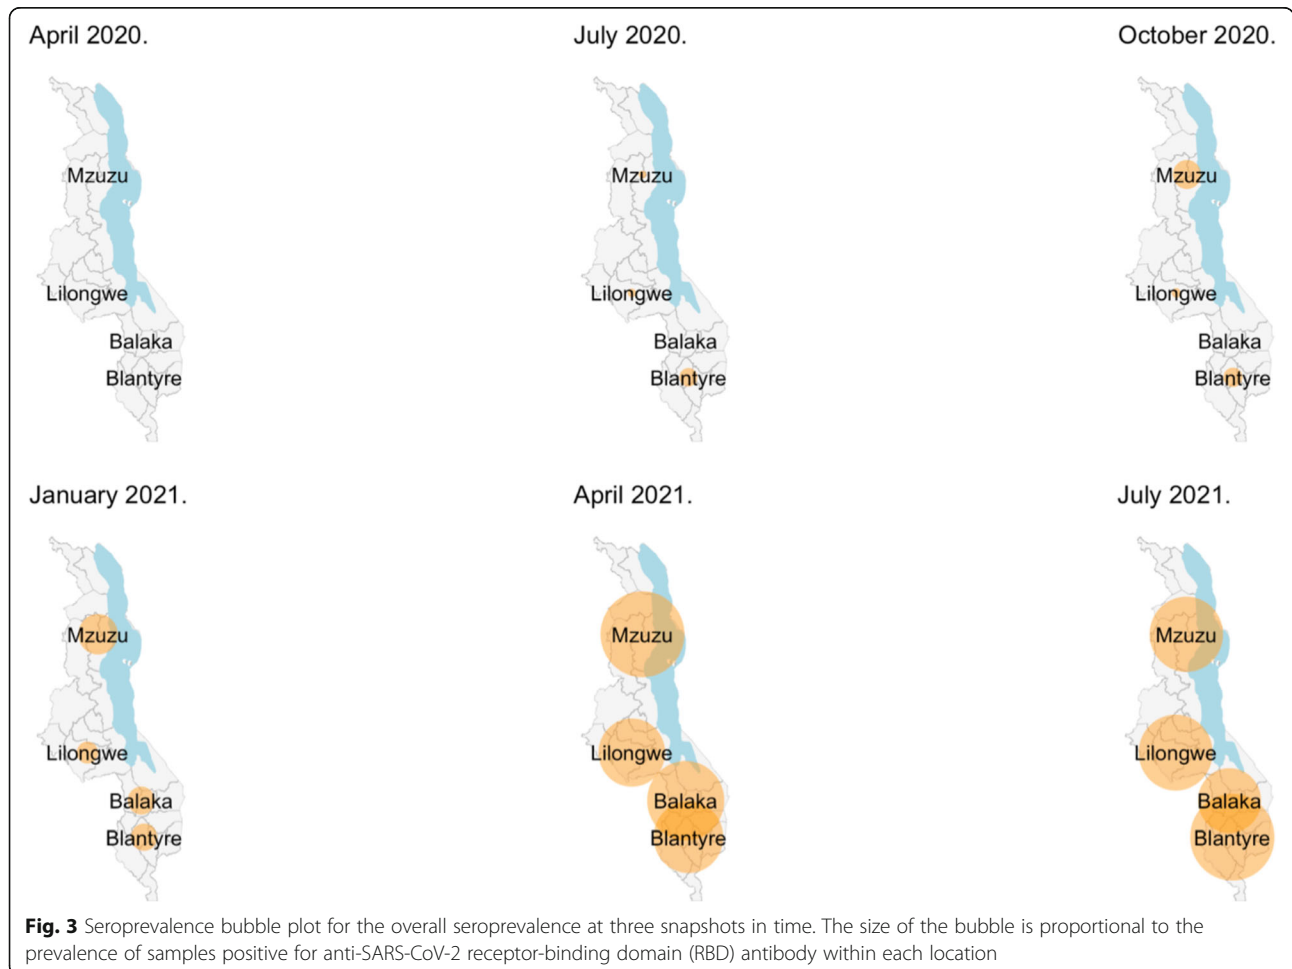 April 2020.
July 2020.
October 2020.
Mzuzu
Lilongwe
Balaka
Blantyre
Mzuzu
Lilongwe
Balaka
Blantyre
Mzuzu
Lilongwe
Balaka
Blantyre
January 2021.
April 2021.
July 2021.
Mzuzu
Lilongwe
Balaka
Blantyre
Mzuzu
Lilongwe
Balaka
Blantyre
Mzuzu
Lilongwe
Balaka
Blantyre
Fig. 3 Seroprevalence bubble plot for the overall seroprevalence at three snapshots in time. The size of the bubble is proportional to the
prevalence of samples positive for anti-SARS-CoV-2 receptor-binding domain (RBD) antibody within each location